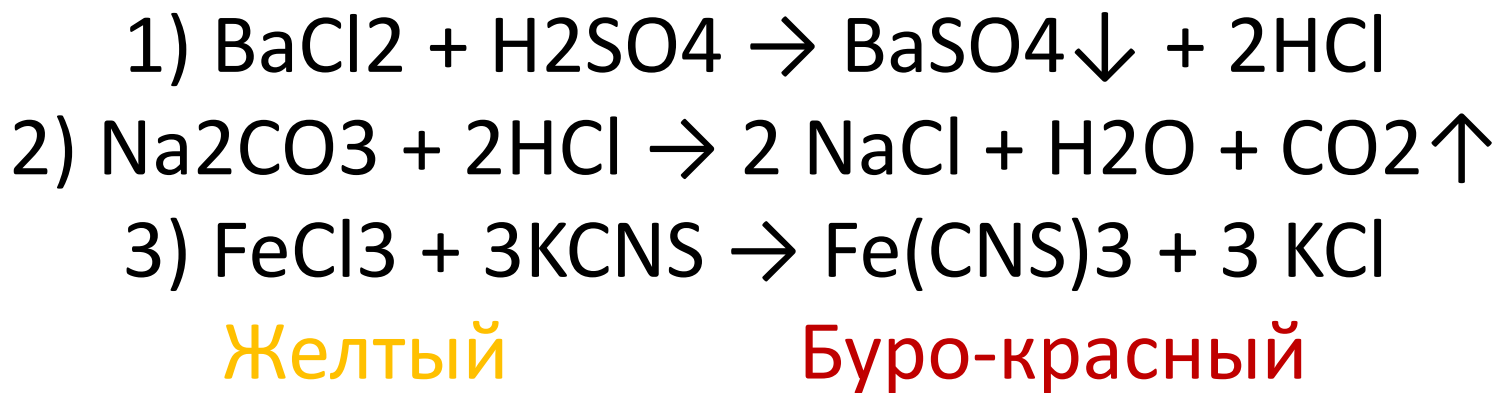 1) BaCl2 + H2SO4 → BaSO4↓ + 2HCl
2) Na2CO3 + 2HCl → 2 NaCl + H2O + CO2↑
3) FeCl3 + 3KCNS → Fe(CNS)3 + 3 KCl
Желтый Буро-красный